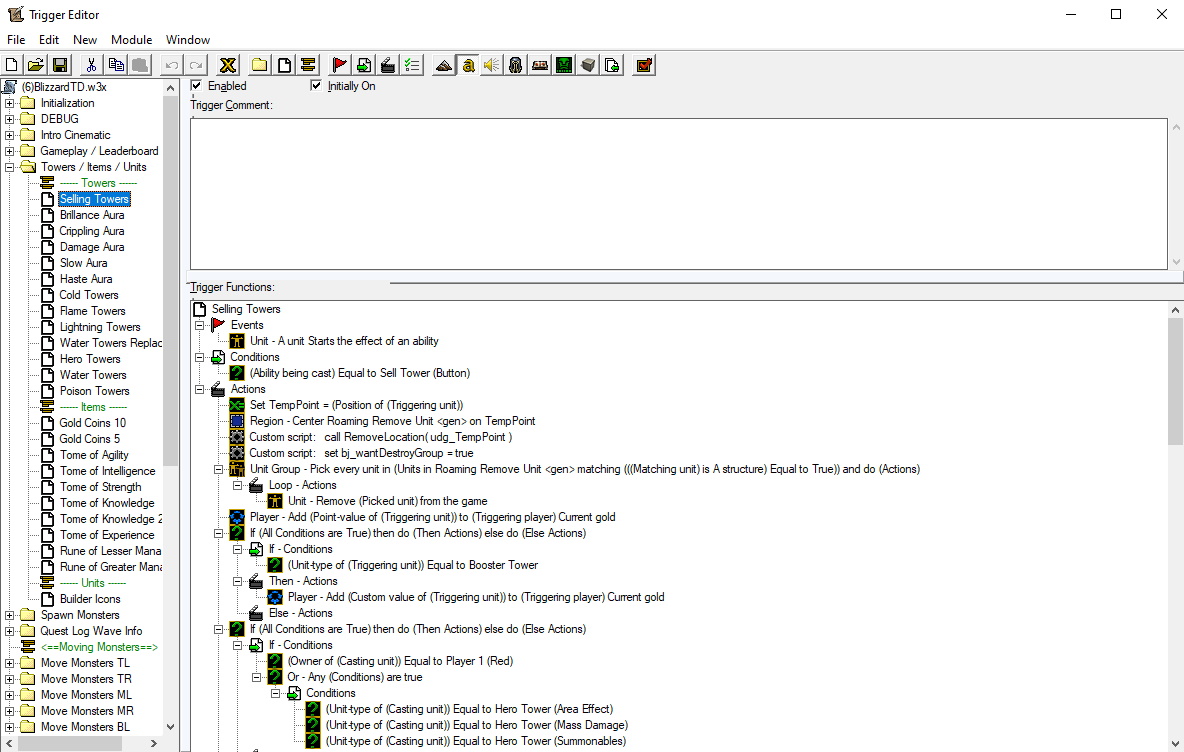 Trigger Editor
File Edit New Module Window
(6)BlizzardTD.w3x
Initialization
DEBUG
Intro Cinematic
Gameplay / Leaderboard
Towers / Items / Units
------ Towers ------
Selling Towers
Brillance Aura
Crippling Aura
Damage Aura
Slow Aura
Haste Aura
Cold Towers
Flame Towers
Lightning Towers
Water Towers Replac
Hero Towers
Water Towers
Poison Towers
------ Items ------
Gold Coins 10
Gold Coins 5
Tome of Agility
Tome of Intelligence
Tome of Strength
Tome of Knowledge
Tome of Knowledge 2
Tome of Experience
Rune of Lesser Mana
Rune of Greater Mana
------ Units ------
Builder Icons
Spawn Monsters
Quest Log Wave Info
<==Moving Monsters==>
Move Monsters TL
Move Monsters TR
Move Monsters ML
Move Monsters MR
Move Monsters BL
Enabled Initially On
Trigger Comment:
Trigger Functions:
Selling Towers
Events
Unit - A unit Starts the effect of an ability
Conditions
(Ability being cast) Equal to Sell Tower (Button)
Actions
Set TempPoint = (Position of (Triggering unit))
Region - Center Roaming Remove Unit <gen> on TempPoint
Custom script: call RemoveLocation( udg_TempPoint )
Custom script: set bj_wantDestroyGroup = true
Unit Group - Pick every unit in (Units in Roaming Remove Unit <gen> matching (((Matching unit) is A structure) Equal to True)) and do (Actions)
Loop - Actions
Unit - Remove (Picked unit) from the game
Player - Add (Point-value of (Triggering unit)) to (Triggering player) Current gold
If (All Conditions are True) then do (Then Actions) else do (Else Actions)
If - Conditions
(Unit-type of (Triggering unit)) Equal to Booster Tower
Then - Actions
Player - Add (Custom value of (Triggering unit)) to (Triggering player) Current gold
Else - Actions
If (All Conditions are True) then do (Then Actions) else do (Else Actions)
If - Conditions
(Owner of (Casting unit)) Equal to Player 1 (Red)
Or - Any (Conditions) are true
Conditions
(Unit-type of (Casting unit)) Equal to Hero Tower (Area Effect)
(Unit-type of (Casting unit)) Equal to Hero Tower (Mass Damage)
(Unit-type of (Casting unit)) Equal to Hero Tower (Summonables)